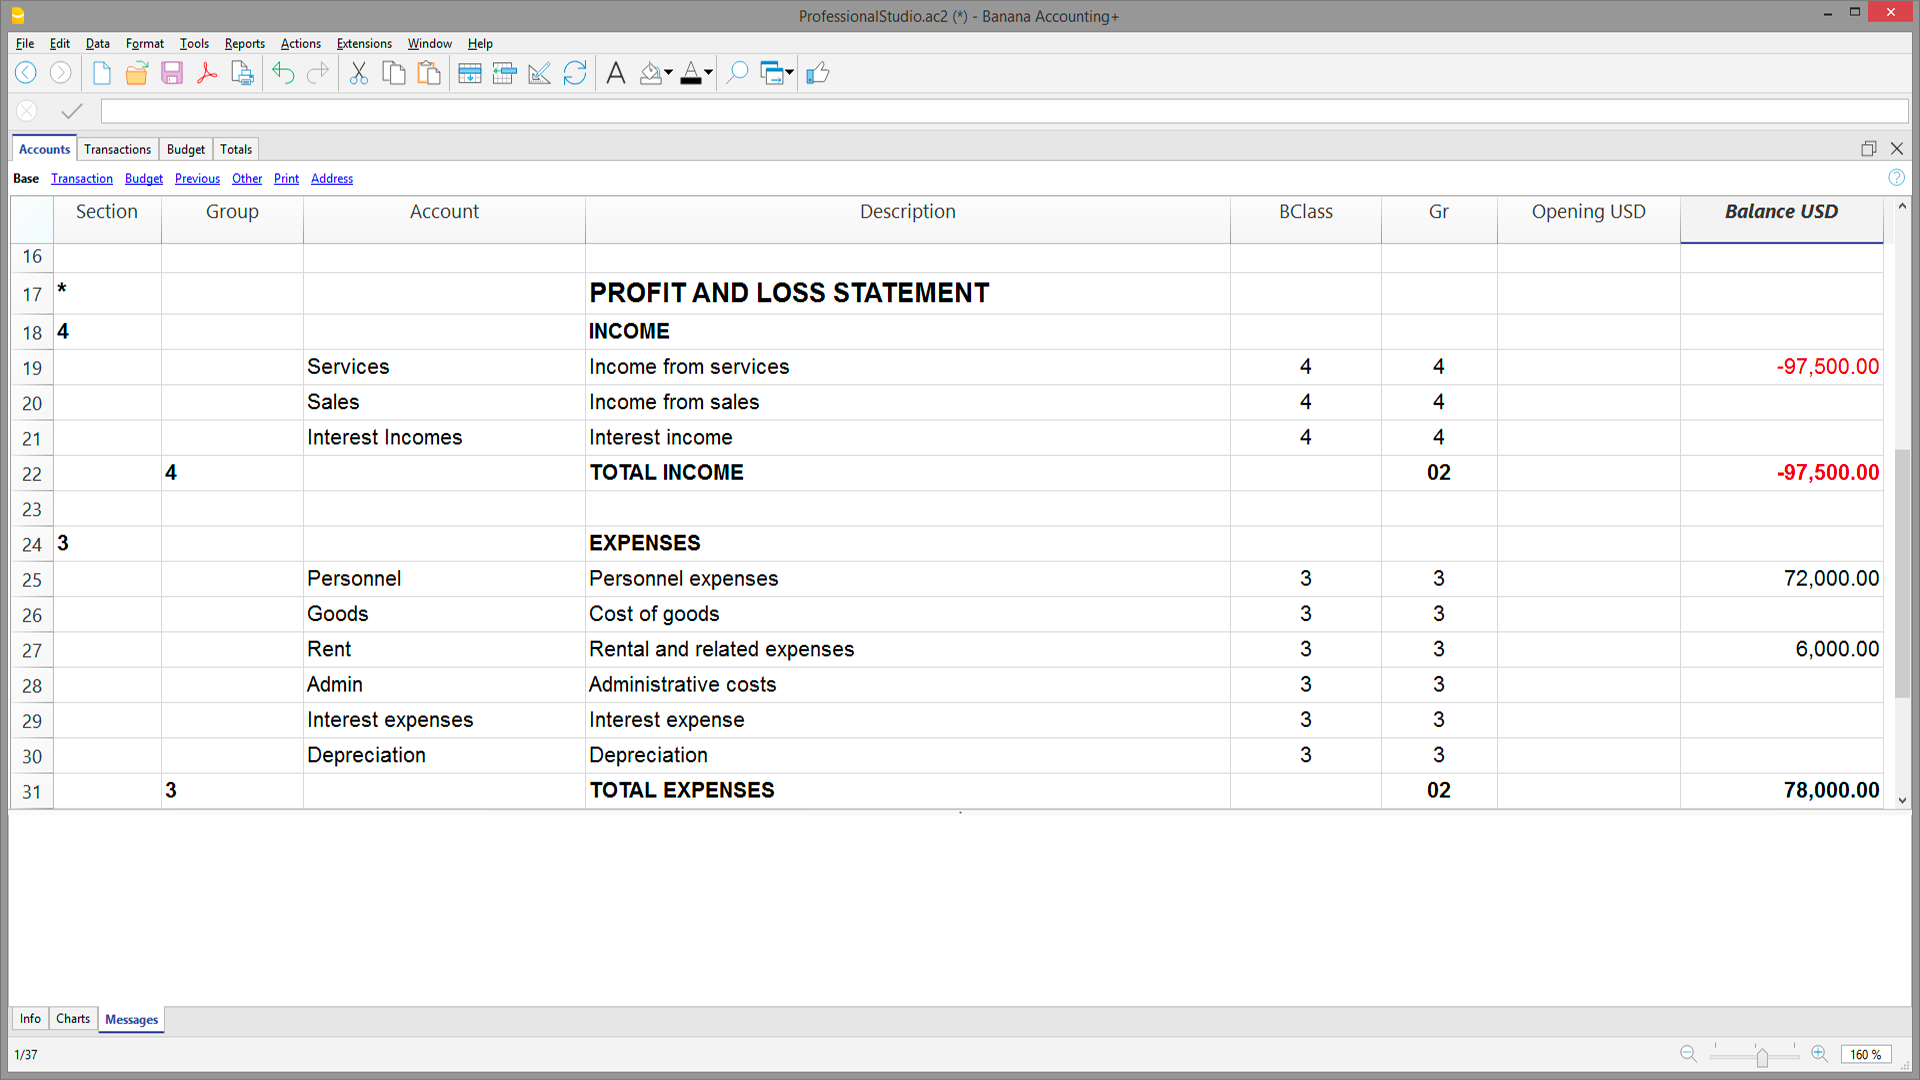 ProfessionalStudio.ac2 (*) - Banana Accounting+
File Edit Data Format Tools Reports Actions Extensions Window Help
Accounts Transactions Budget Totals
Base Transaction Budget Previous Other Print Address
Section Group Account Description BClass Gr Opening USD Balance USD
16
17 * PROFIT AND LOSS STATEMENT
18 4 INCOME
19 Services Income from services 4 4 -97,500.00
20 Sales Income from sales 4 4
21 Interest Incomes Interest income 4 4
22 4 TOTAL INCOME 02 -97,500.00
23
24 3 EXPENSES
25 Personnel Personnel expenses 3 3 72,000.00
26 Goods Cost of goods 3 3
27 Rent Rental and related expenses 3 3 6,000.00
28 Admin Administrative costs 3 3
29 Interest expenses Interest expense 3 3
30 Depreciation Depreciation 3 3
31 3 TOTAL EXPENSES 02 78,000.00
Info Charts Messages
1/37 160 %